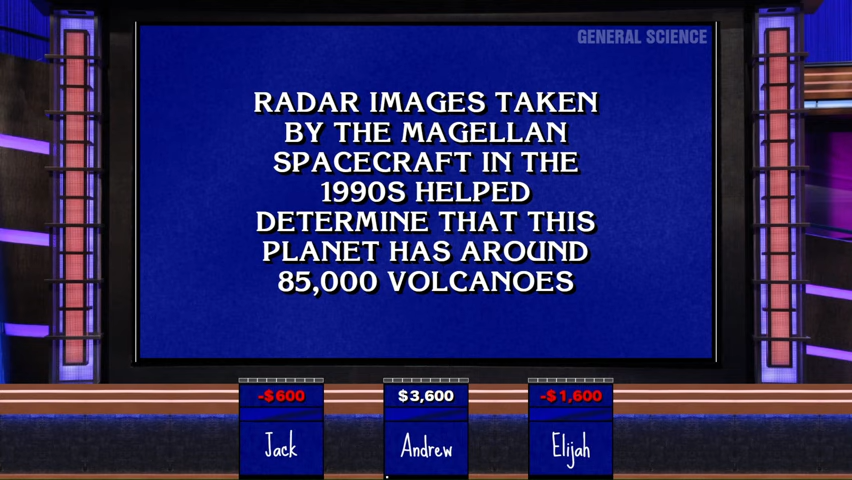 GENERAL SCIENCE
RADAR IMAGES TAKEN
BY THE MAGELLAN
SPACECRAFT IN THE
1990S HELPED
DETERMINE THAT THIS
PLANET HAS AROUND
85,000 VOLCANOES
-$600 $3,600 -$1,600
Jack Andrew Elijah